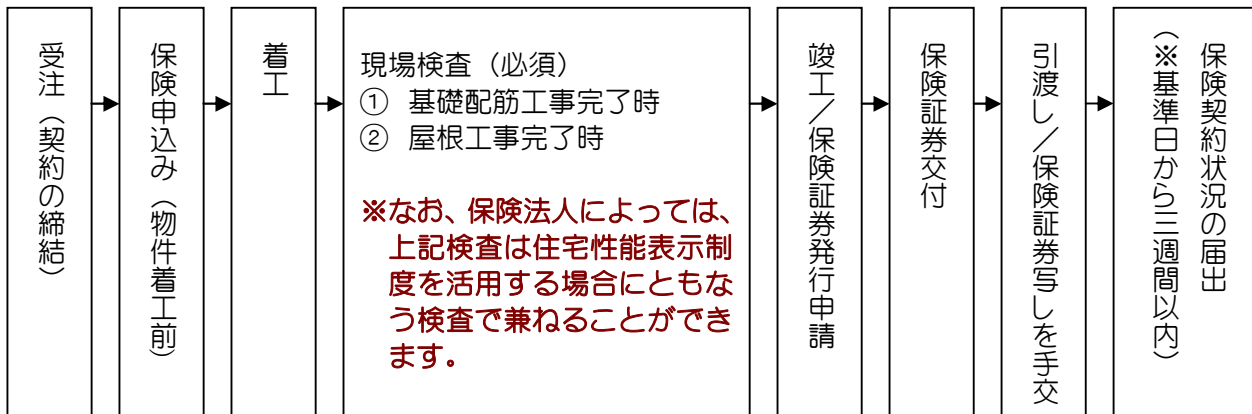 受注（契約の締結）
保険申込み（物件着工前）
着工
現場検査（必須）
① 基礎配筋工事完了時
② 屋根工事完了時
※なお、保険法人によっては、
上記検査は住宅性能表示制
度を活用する場合にともな
う検査で兼ねることができ
ます。
竣工／保険証券発行申請
保険証券交付
引渡し／保険証券写しを手交
保険契約状況の届出
（※基準日から三週間以内）